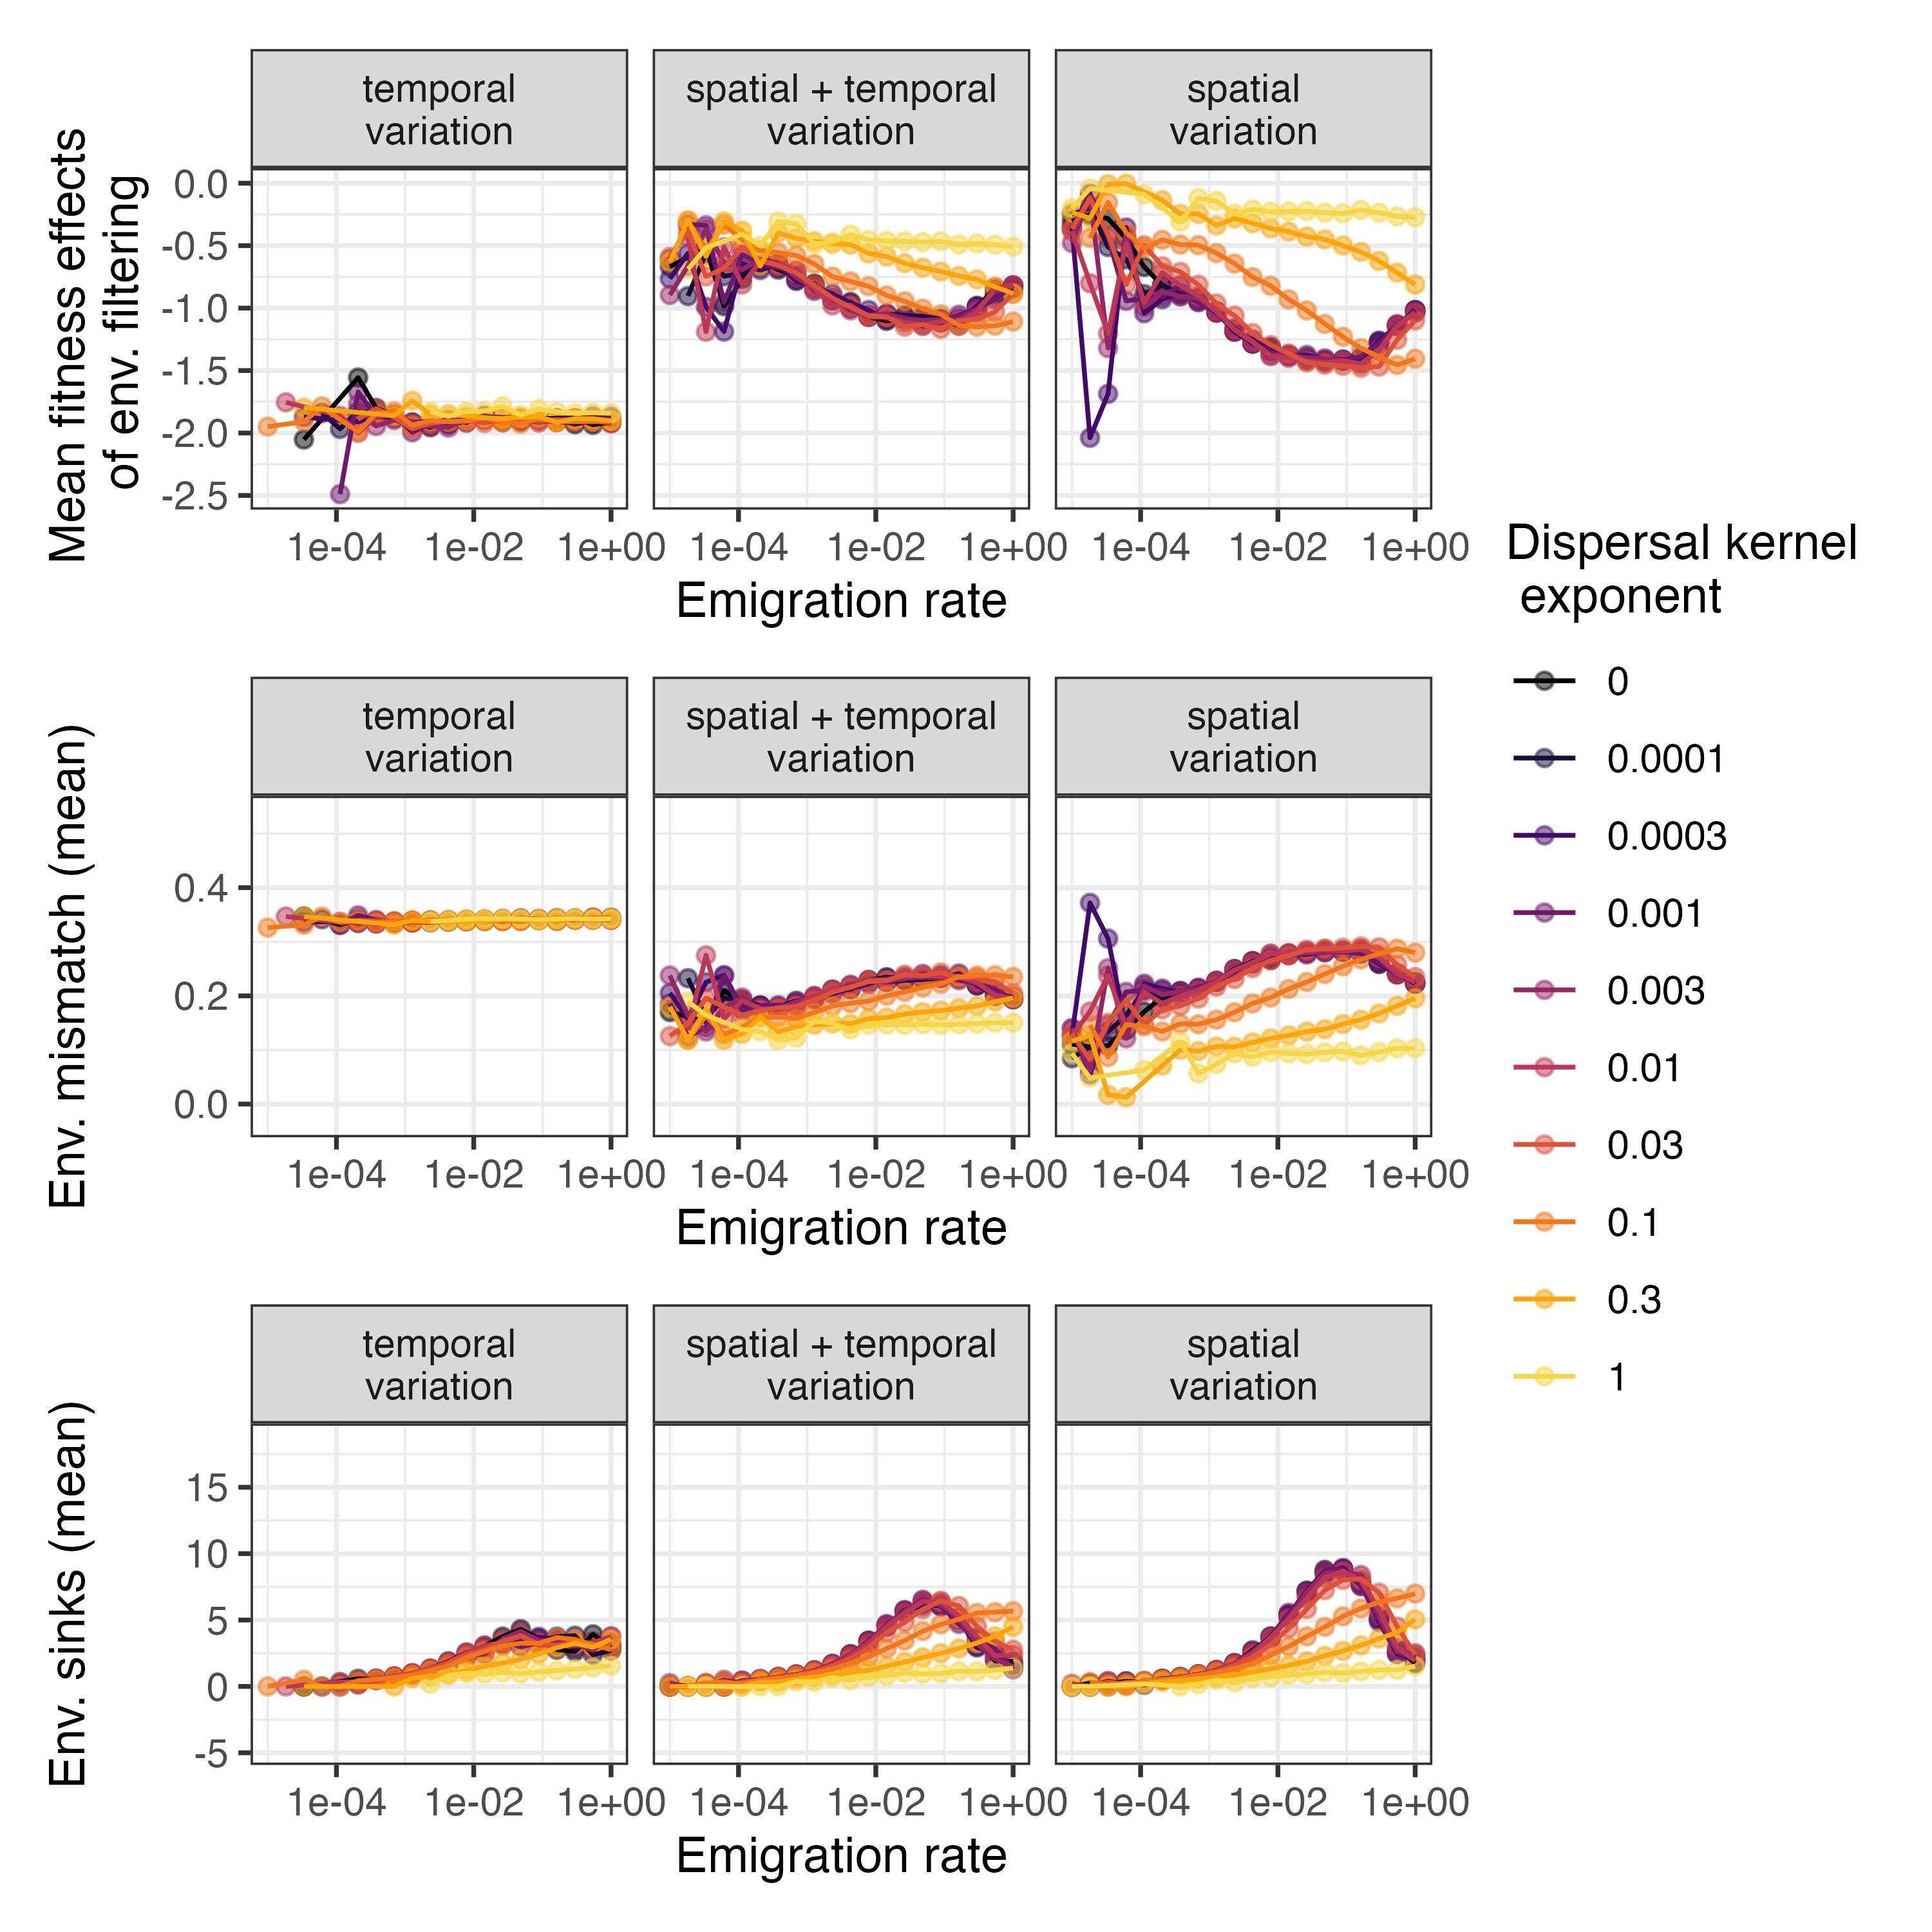 temporal
variation
spatial + temporal
variation
spatial
variation
Mean fitness effects
of env. filtering
0.0
-0.5
-1.0
-1.5
-2.0
-2.5
1e-04 1e-02 1e+00 1e-04 1e-02 1e+00 1e-04 1e-02 1e+00
Emigration rate
temporal
variation
spatial + temporal
variation
spatial
variation
Env. mismatch (mean)
0.4
0.2
0.0
1e-04 1e-02 1e+00 1e-04 1e-02 1e+00 1e-04 1e-02 1e+00
Emigration rate
temporal
variation
spatial + temporal
variation
spatial
variation
Env. sinks (mean)
15
10
5
0
-5
1e-04 1e-02 1e+00 1e-04 1e-02 1e+00 1e-04 1e-02 1e+00
Emigration rate
Dispersal kernel
exponent
0
0.0001
0.0003
0.001
0.003
0.01
0.03
0.1
0.3
1